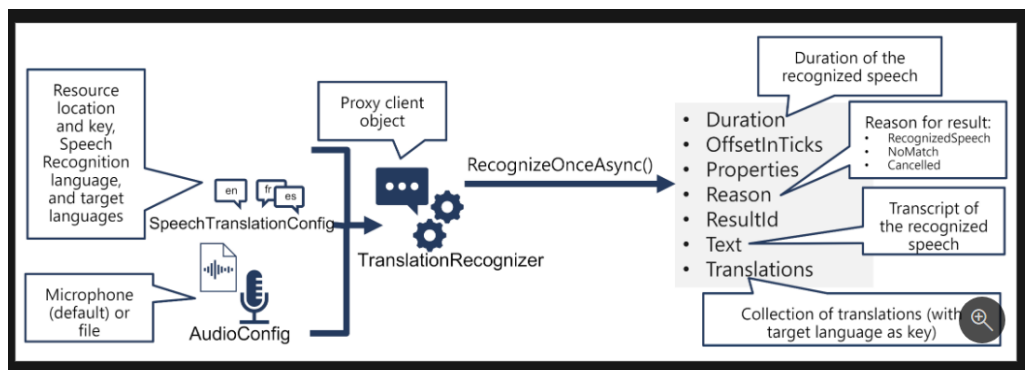 Resource
location
and key,
Speech
Recognition
language,
and target
languages
en
fr
es
SpeechTranslationConfig
Microphone
(default) or
file
AudioConfig
Proxy client
object
TranslationRecognizer
RecognizeOnceAsync()
Duration of the
recognized speech
• Duration
• OffsetInTicks
• Properties
• Reason
• ResultId
• Text
• Translations
Reason for result:
• RecognizedSpeech
• NoMatch
• Cancelled
Transcript of
the recognized
speech
Collection of translations (with
target language as key)